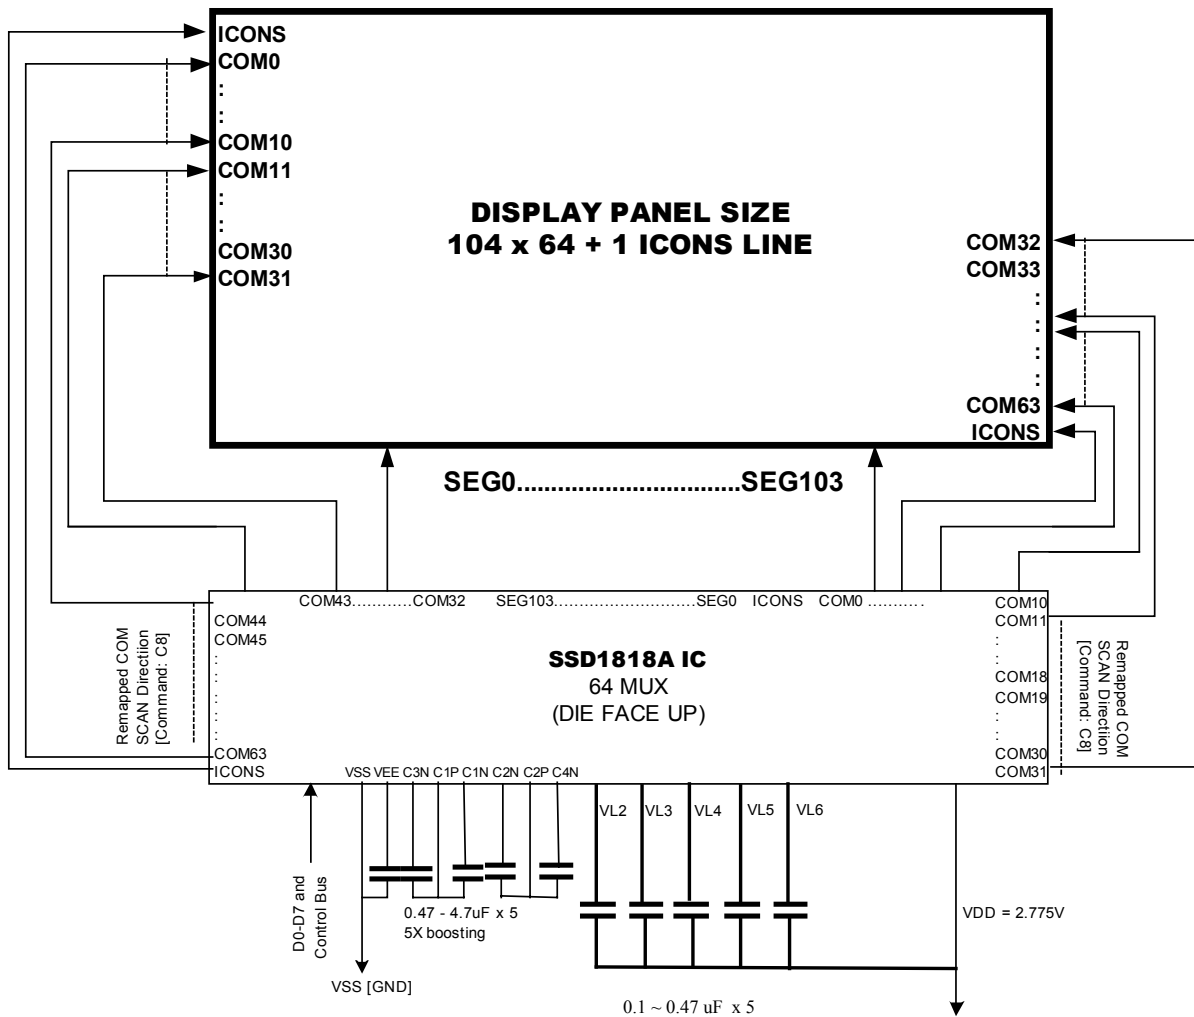 ICONS
COM0
:
:
COM10
COM11
:
:
COM30
COM31
DISPLAY PANEL SIZE
104 x 64 + 1 ICONS LINE
COM32
COM33
:
:
:
:
COM63
ICONS
SEG0................................SEG103
COM43............COM32
SEG103.............................SEG0
ICONS
COM0 ...........
COM44
COM45
:
:
:
:
:
COM63
ICONS
COM10
COM11
:
:
COM18
COM19
:
:
COM30
COM31
SSD1818A IC
64 MUX
(DIE FACE UP)
Remapped COM
SCAN Directiion
[Command: C8]
Remapped COM
SCAN Directiion
[Command: C8]
VSS VEE C3N C1P C1N C2N C2P C4N
VL2
VL3
VL4
VL5
VL6
D0-D7 and
Control Bus
0.47 - 4.7uF x 5
5X boosting
VDD = 2.775V
VSS [GND]
0.1 ~ 0.47 uF x 5